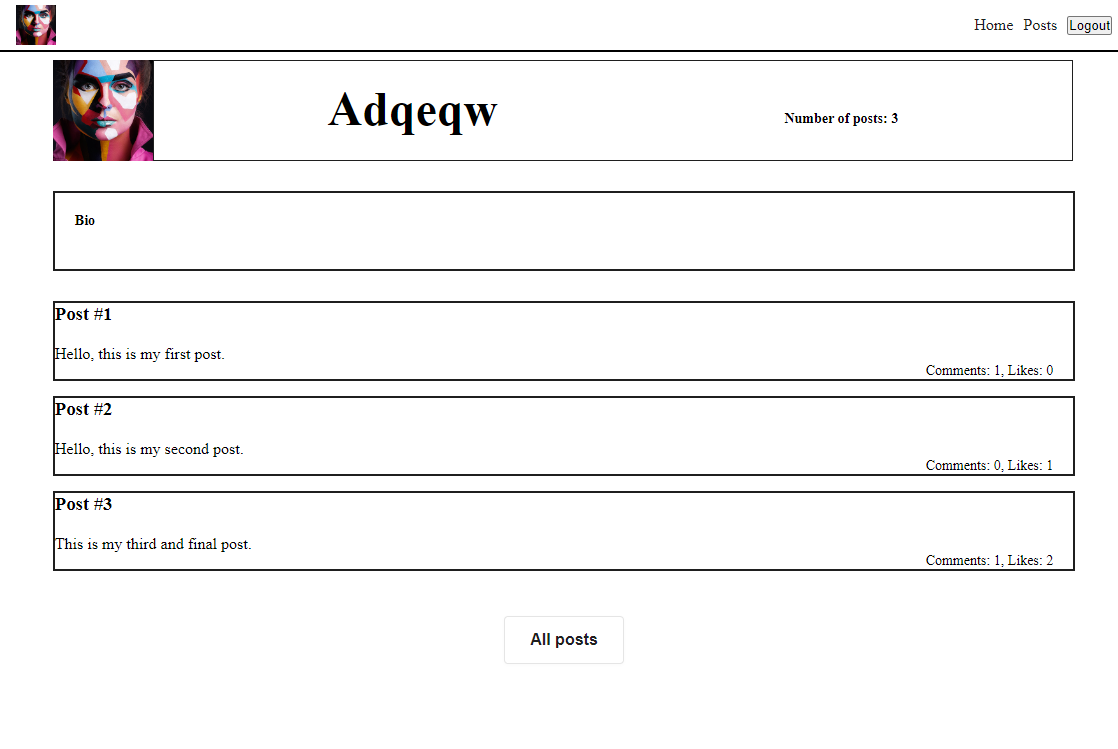 Home Posts Logout
Adqeqw
Number of posts: 3
Bio
Post #1
Hello, this is my first post.
Comments: 1, Likes: 0
Post #2
Hello, this is my second post.
Comments: 0, Likes: 1
Post #3
This is my third and final post.
Comments: 1, Likes: 2
All posts